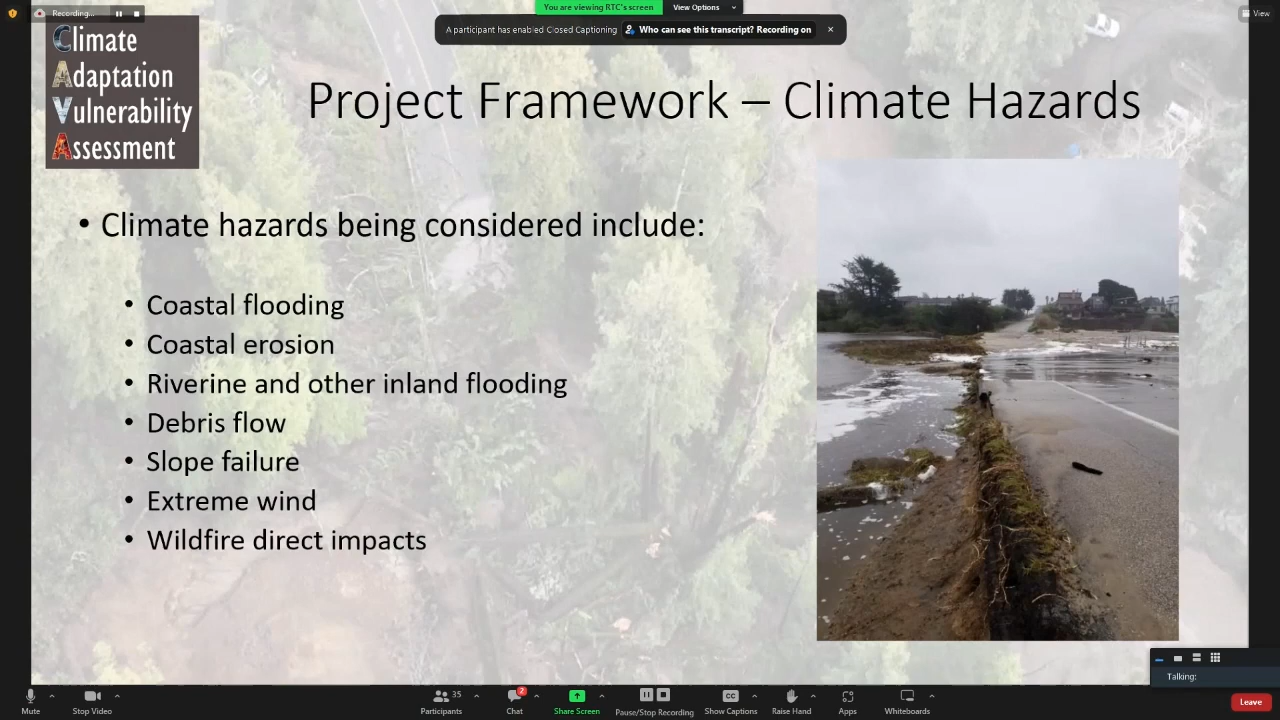 Recording...
You are viewing RTC's screen
View Options
View
A participant has enabled Closed Captioning
Who can see this transcript? Recording on
Climate
Adaptation
Vulnerability
Assessment
Project Framework – Climate Hazards
• Climate hazards being considered include:
• Coastal flooding
• Coastal erosion
• Riverine and other inland flooding
• Debris flow
• Slope failure
• Extreme wind
• Wildfire direct impacts
Talking:
Mute
Stop Video
35
Participants
2
Chat
Share Screen
Pause/Stop Recording
CC
Show Captions
Raise Hand
Apps
Whiteboards
Leave